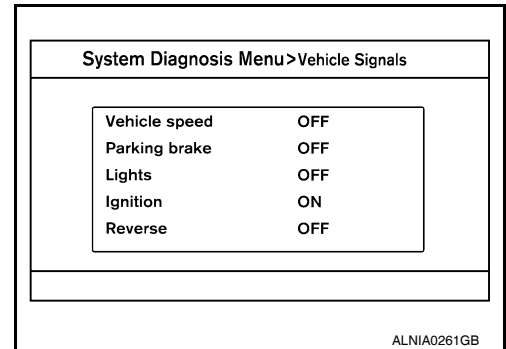 System Diagnosis Menu>Vehicle Signals
Vehicle speed OFF
Parking brake OFF
Lights OFF
Ignition ON
Reverse OFF
ALNIA0261GB